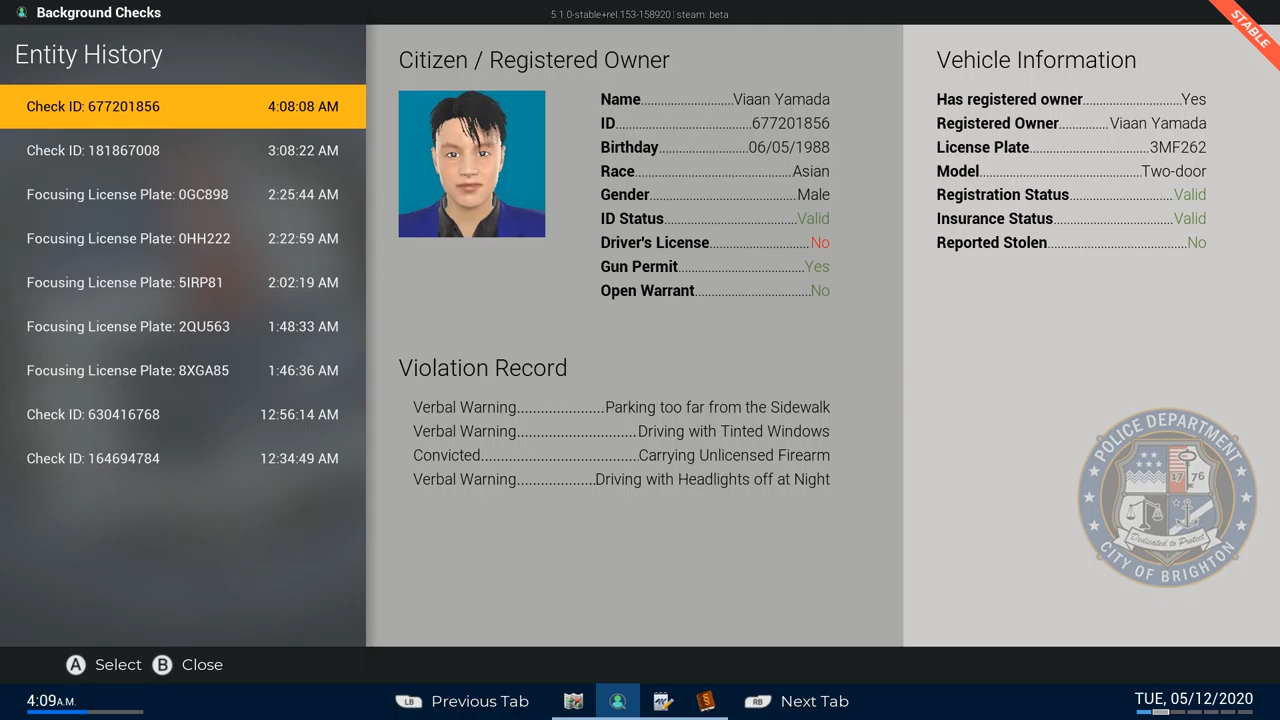 Background Checks
5.1.0-stable+rel.153-158920 | steam: beta
STABLE
Entity History
Check ID: 677201856 4:08:08 AM
Check ID: 181867008 3:08:22 AM
Focusing License Plate: 0GC898 2:25:44 AM
Focusing License Plate: 0HH222 2:22:59 AM
Focusing License Plate: 5IRP81 2:02:19 AM
Focusing License Plate: 2QU563 1:48:33 AM
Focusing License Plate: 8XGA85 1:46:36 AM
Check ID: 630416768 12:56:14 AM
Check ID: 164694784 12:34:49 AM
Citizen / Registered Owner
Name........................Viaan Yamada
ID...................................677201856
Birthday.......................06/05/1988
Race.......................................Asian
Gender.....................................Male
ID Status..................................Valid
Driver's License..........................No
Gun Permit................................Yes
Open Warrant..............................No
Violation Record
Verbal Warning......................Parking too far from the Sidewalk
Verbal Warning..............................Driving with Tinted Windows
Convicted.......................................Carrying Unlicensed Firearm
Verbal Warning....................Driving with Headlights off at Night
Vehicle Information
Has registered owner.........................Yes
Registered Owner.............Viaan Yamada
License Plate..............................3MF262
Model.........................................Two-door
Registration Status..........................Valid
Insurance Status..............................Valid
Reported Stolen...................................No
POLICE DEPARTMENT
17 76
Dedicated to Protect
CITY OF BRIGHTON
A Select B Close
4:09A.M.
LB Previous Tab
RB Next Tab
TUE, 05/12/2020